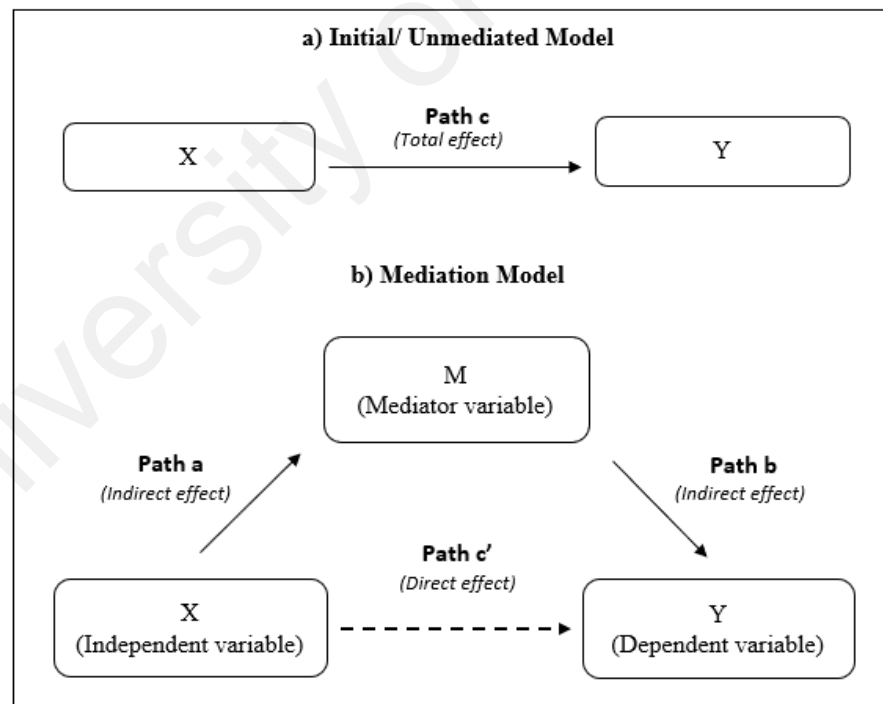 a) Initial/ Unmediated Model
Path c
(Total effect)
X
Y
b) Mediation Model
M
(Mediator variable)
Path a
(Indirect effect)
Path b
(Indirect effect)
Path c’
(Direct effect)
X
(Independent variable)
Y
(Dependent variable)
University o